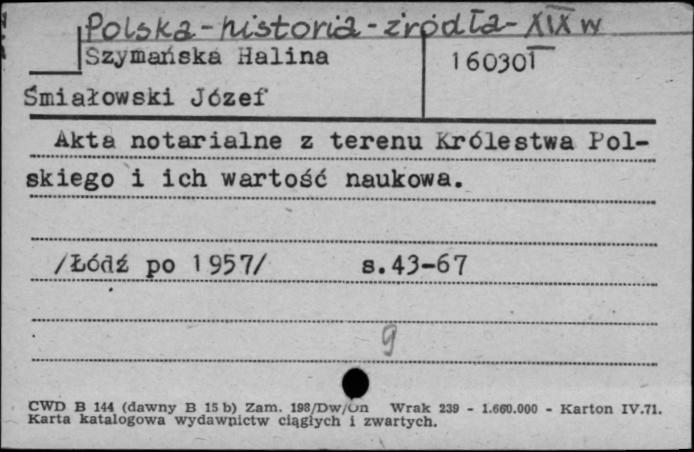 Polska - historia - źródła - XIX w
Szymańska Halina
160301
Śmiałowski Józef
Akta notarialne z terenu Królestwa Pol-
skiego i ich wartość naukowa.
/Łódź po 1957/ s.43-67
9
CWD B 144 (dawny B 15 b) Zam. 198/Dw/Un Wrak 239 - 1.660.000 - Karton IV.71.
Karta katalogowa wydawnictw ciągłych i zwartych.